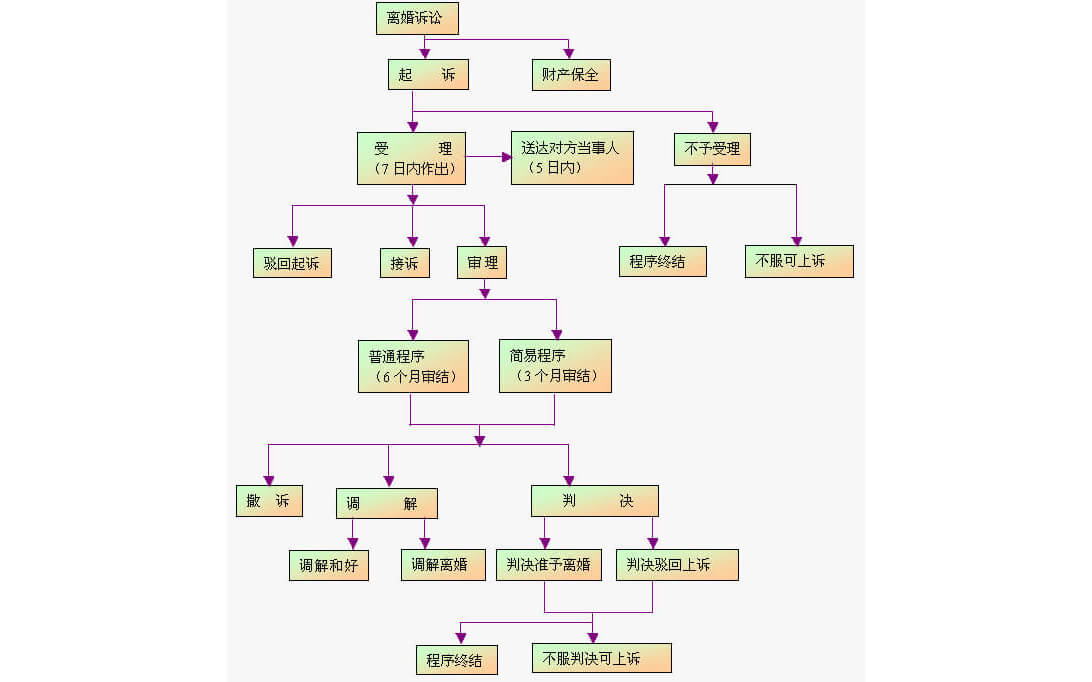 离婚诉讼
起 诉
财产保全
受 理
（7 日内作出）
送达对方当事人
（5 日内）
不予受理
驳回起诉
接诉
审理
程序终结
不服可上诉
普通程序
（6 个月审结）
简易程序
（3 个月审结）
撤 诉
调 解
判 决
调解和好
调解离婚
判决准予离婚
判决驳回上诉
程序终结
不服判决可上诉